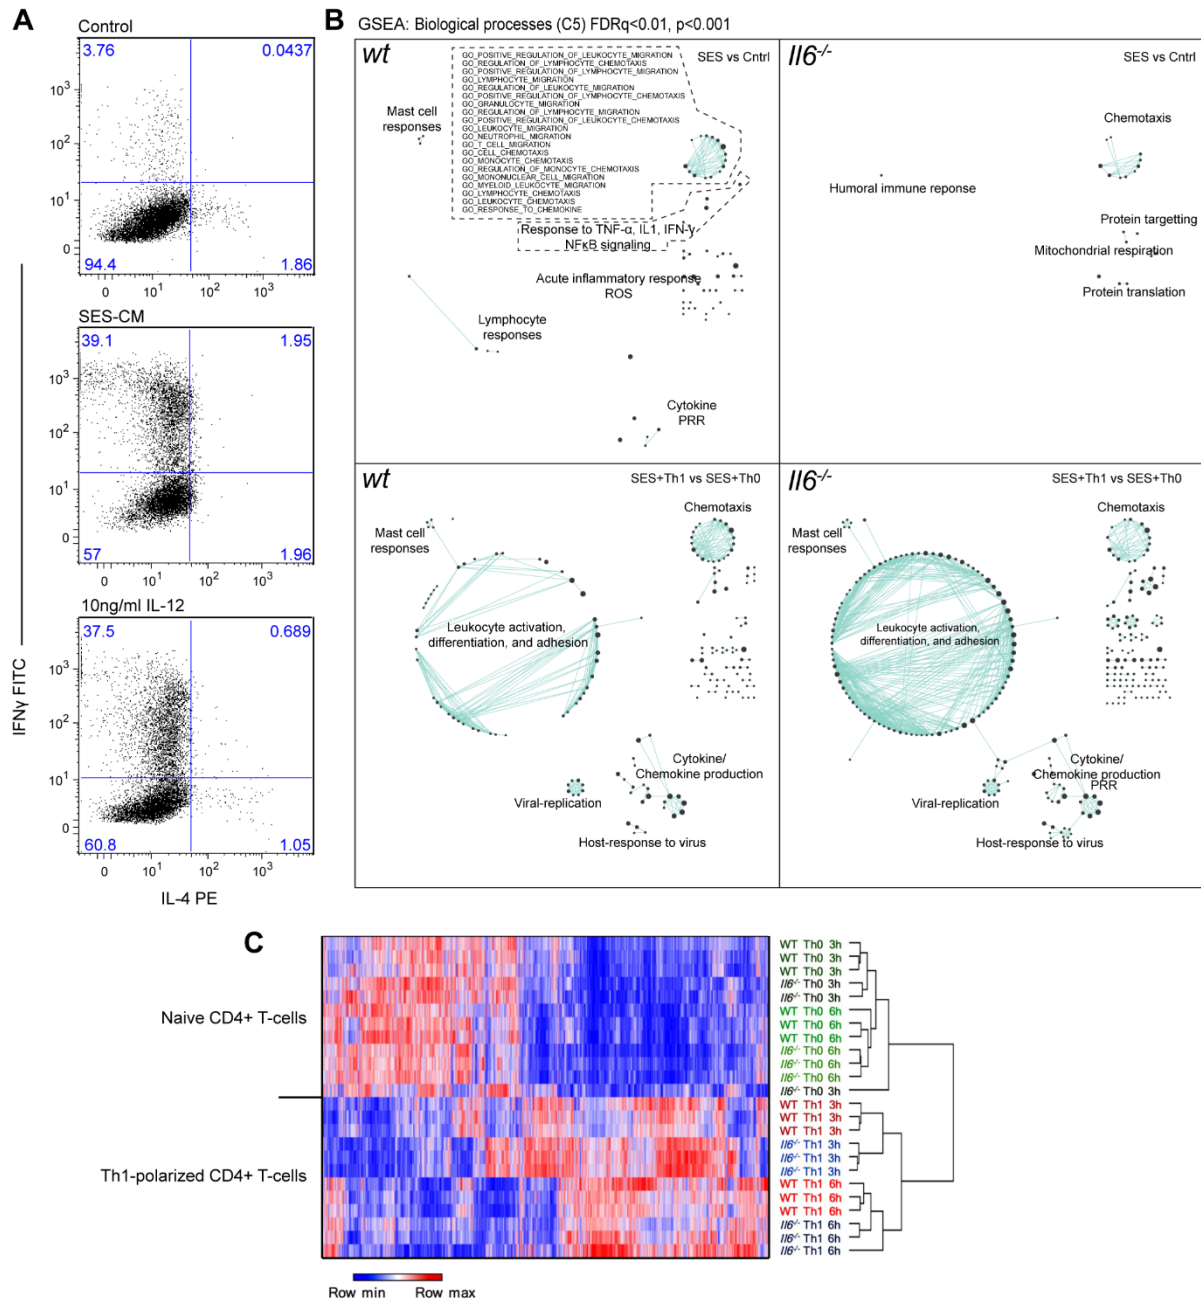 A
Control
3.76
0.0437
10³
10²
10¹
0
94.4
1.86
0
10¹
10²
10³
SES-CM
39.1
1.95
10³
10²
10¹
0
57
1.96
0
10¹
10²
10³
10ng/ml IL-12
37.5
0.689
10³
10²
10¹
0
60.8
1.05
0
10¹
10²
10³
IFNγ FITC
IL-4 PE
B
GSEA: Biological processes (C5) FDRq<0.01, p<0.001
wt
SES vs Cntrl
GO_POSITIVE_REGULATION_OF_LEUKOCYTE_MIGRATION
GO_REGULATION_OF_LYMPHOCYTE_CHEMOTAXIS
GO_POSITIVE_REGULATION_OF_LYMPHOCYTE_MIGRATION
GO_LYMPHOCYTE_MIGRATION
GO_REGULATION_OF_LEUKOCYTE_MIGRATION
GO_POSITIVE_REGULATION_OF_LYMPHOCYTE_CHEMOTAXIS
GO_GRANULOCYTE_MIGRATION
GO_REGULATION_OF_LYMPHOCYTE_MIGRATION
GO_POSITIVE_REGULATION_OF_LEUKOCYTE_CHEMOTAXIS
GO_LEUKOCYTE_MIGRATION
GO_NEUTROPHIL_MIGRATION
GO_T_CELL_MIGRATION
GO_CELL_CHEMOTAXIS
GO_MONOCYTE_CHEMOTAXIS
GO_REGULATION_OF_MONOCYTE_CHEMOTAXIS
GO_MONONUCLEAR_CELL_MIGRATION
GO_MYELOID_LEUKOCYTE_MIGRATION
GO_LYMPHOCYTE_CHEMOTAXIS
GO_LEUKOCYTE_CHEMOTAXIS
GO_RESPONSE_TO_CHEMOKINE
Mast cell
responses
Response to TNF-α, IL1, IFN-γ
NFκB signaling
Acute inflammatory response
ROS
Lymphocyte
responses
Cytokine
PRR
Il6-/-
SES vs Cntrl
Chemotaxis
Humoral immune reponse
Protein targetting
Mitochondrial respiration
Protein translation
wt
SES+Th1 vs SES+Th0
Mast cell
responses
Chemotaxis
Leukocyte activation,
differentiation, and adhesion
Cytokine/
Chemokine production
Viral-replication
Host-response to virus
Il6-/-
SES+Th1 vs SES+Th0
Mast cell
responses
Chemotaxis
Leukocyte activation,
differentiation, and adhesion
Cytokine/
Chemokine production
PRR
Viral-replication
Host-response to virus
C
Naive CD4+ T-cells
Th1-polarized CD4+ T-cells
WT Th0 3h
WT Th0 3h
WT Th0 3h
Il6-/- Th0 3h
Il6-/- Th0 3h
WT Th0 6h
WT Th0 6h
WT Th0 6h
Il6-/- Th0 6h
Il6-/- Th0 6h
Il6-/- Th0 6h
Il6-/- Th0 3h
WT Th1 3h
WT Th1 3h
WT Th1 3h
Il6-/- Th1 3h
Il6-/- Th1 3h
Il6-/- Th1 3h
WT Th1 6h
WT Th1 6h
WT Th1 6h
Il6-/- Th1 6h
Il6-/- Th1 6h
Il6-/- Th1 6h
Row min
Row max